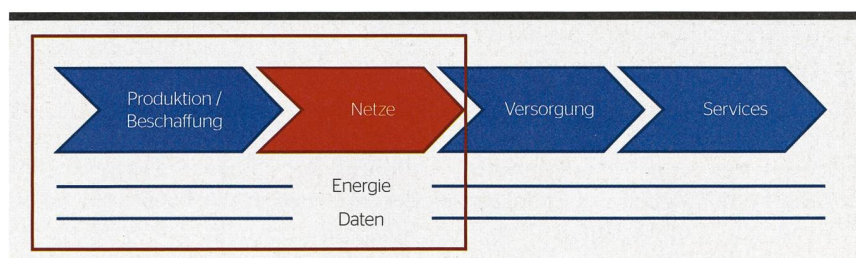 Produktion /
Beschaffung
Netze
Versorgung
Services
Energie
Daten